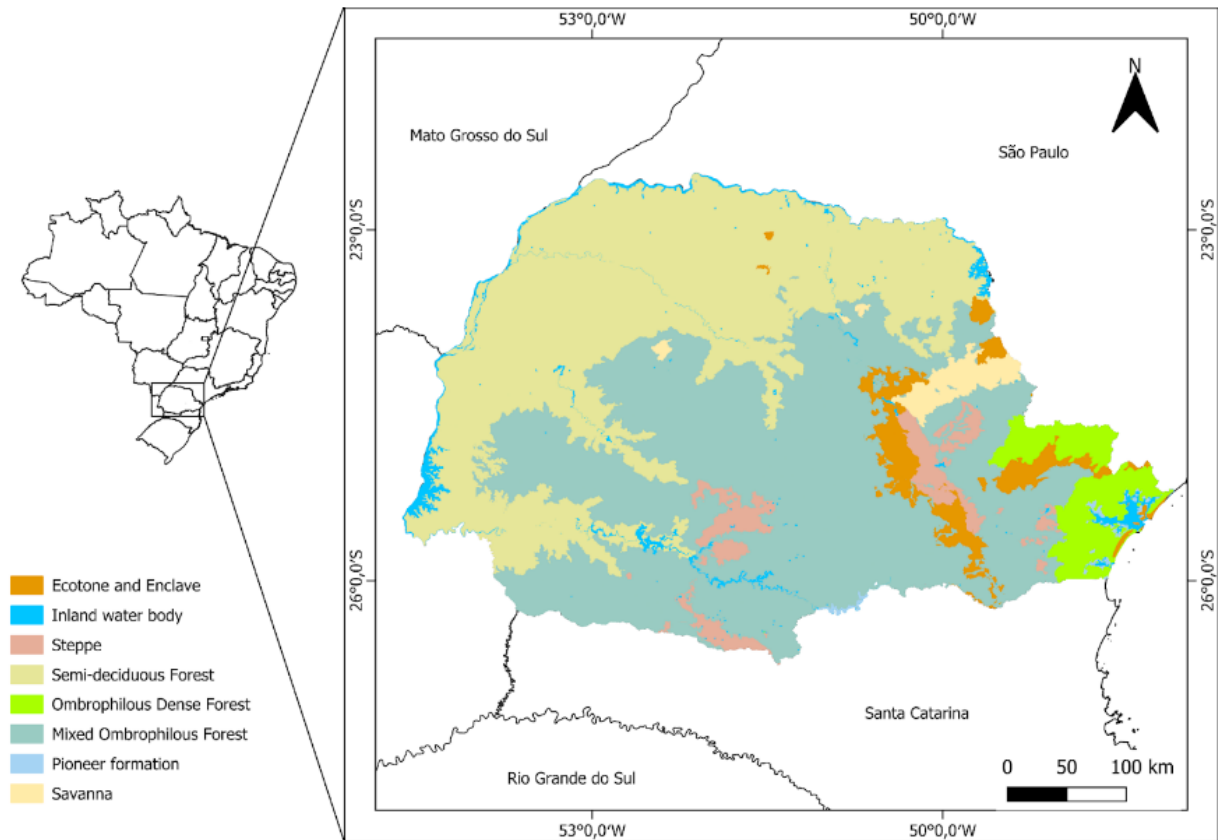 53°0,0'W
50°0,0'W
N
Mato Grosso do Sul
São Paulo
23°0,0'S
23°0,0'S
Ecotone and Enclave
Inland water body
Steppe
Semi-deciduous Forest
Ombrophilous Dense Forest
Mixed Ombrophilous Forest
Pioneer formation
Savanna
26°0,0'S
26°0,0'S
Santa Catarina
Rio Grande do Sul
0 50 100 km
53°0,0'W
50°0,0'W